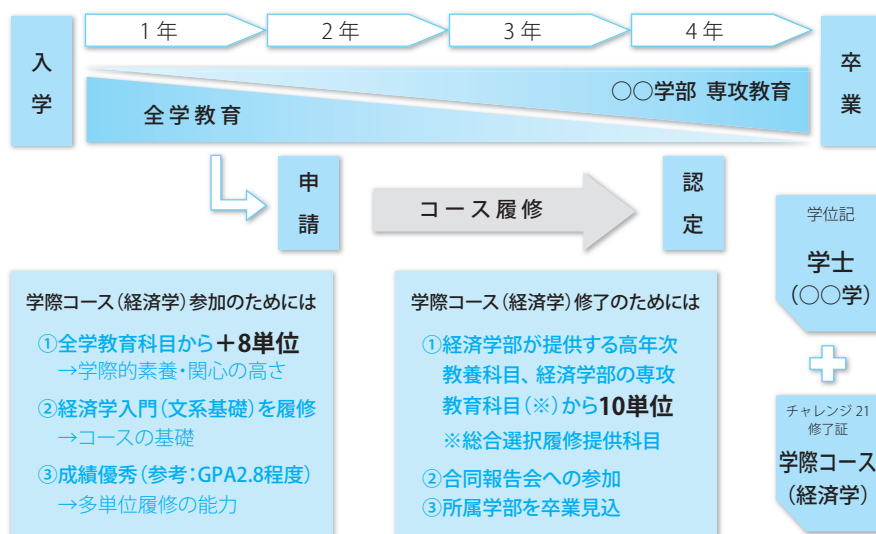 入学
1年
2年
3年
4年
卒業
○○学部 専攻教育
全学教育
申請
コース履修
認定
学際コース（経済学）参加のためには
①全学教育科目から＋8単位
→学際的素養・関心の高さ
②経済学入門（文系基礎）を履修
→コースの基礎
③成績優秀（参考：GPA2.8程度）
→多単位履修の能力
学際コース（経済学）修了のためには
①経済学部が提供する高年次
教養科目、経済学部の専攻
教育科目（※）から10単位
※総合選択履修提供科目
②合同報告会への参加
③所属学部を卒業見込
学位記
学士
（○○学）
チャレンジ21
修了証
学際コース
（経済学）